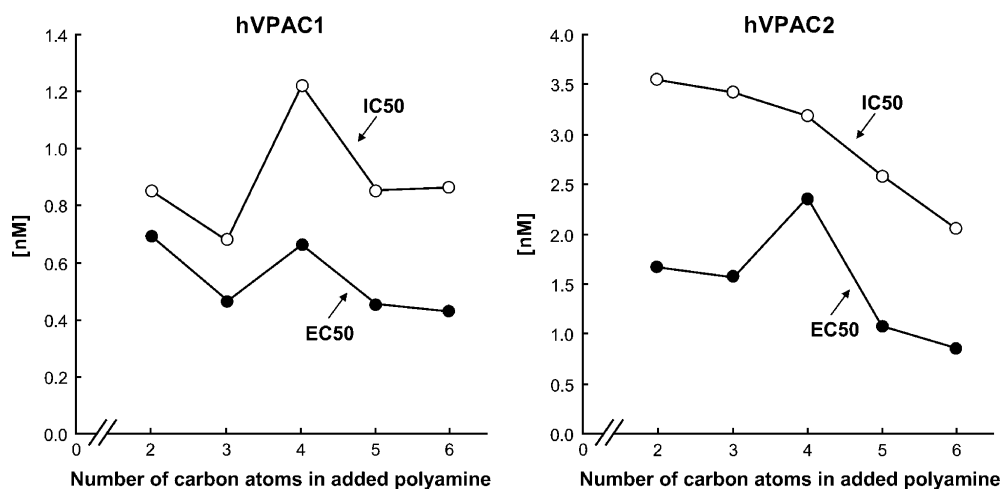 hVPAC1
1.4
1.2
1.0
0.8
0.6
0.4
0.2
0.0
[nM]
IC50
EC50
0 2 3 4 5 6
Number of carbon atoms in added polyamine
hVPAC2
4.0
3.5
3.0
2.5
2.0
1.5
1.0
0.5
0.0
[nM]
IC50
EC50
0 2 3 4 5 6
Number of carbon atoms in added polyamine